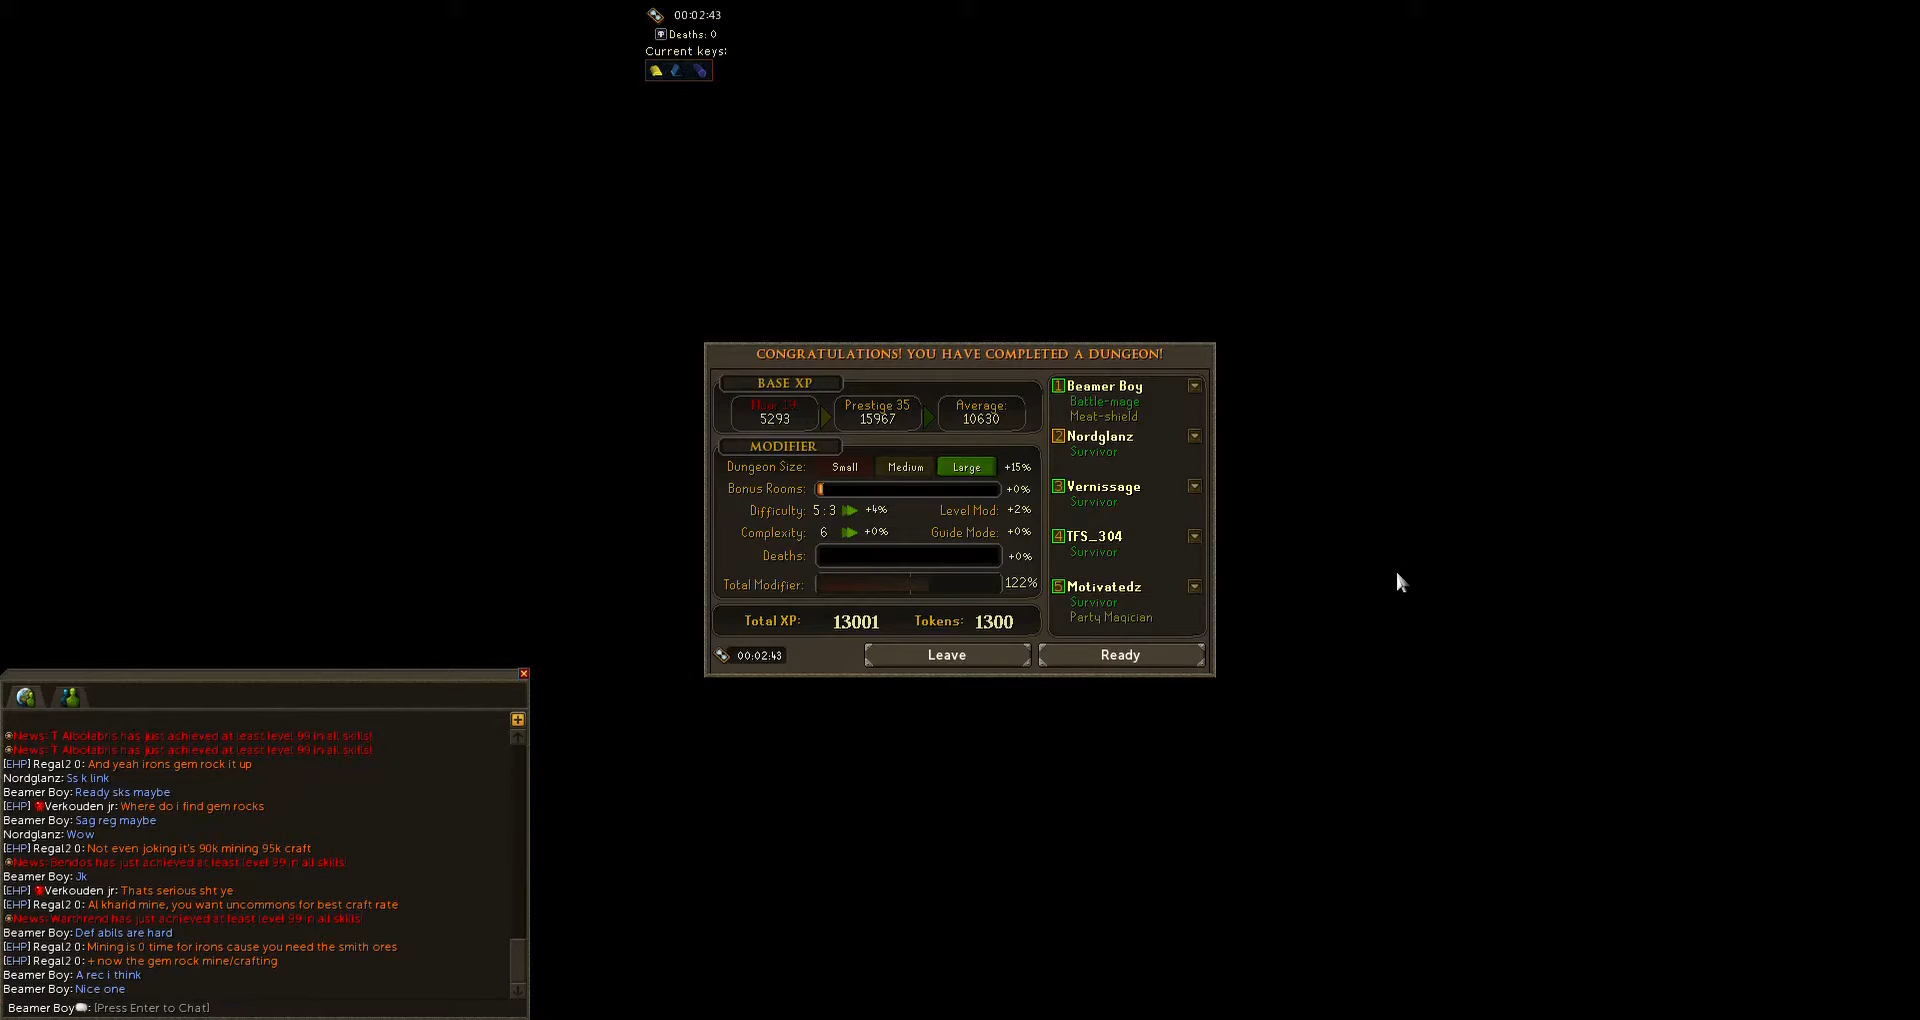 00:02:43
Deaths: 0
Current keys:
CONGRATULATIONS! YOU HAVE COMPLETED A DUNGEON!
BASE XP
5293
Prestige 35
15967
Average:
10630
MODIFIER
Dungeon Size: Small Medium Large +15%
Bonus Rooms: +0%
Difficulty: 5 : 3 +4% Level Mod: +2%
Complexity: 6 +0% Guide Mode: +0%
Deaths: +0%
Total Modifier: 122%
Total XP: 13001 Tokens: 1300
00:02:43 Leave Ready
1 Beamer Boy
Battle-mage
Meat-shield
2 Nordglanz
Survivor
3 Vernissage
Survivor
4 TFS_304
Survivor
5 Motivatedz
Survivor
Party Magician
News: T Albolabris has just achieved at least level 99 in all skills!
News: T Albolabris has just achieved at least level 99 in all skills!
[EHP] Regal2 0: And yeah irons gem rock it up
Nordglanz: Ss k link
Beamer Boy: Ready sks maybe
[EHP] Verkouden jr: Where do i find gem rocks
Beamer Boy: Sag reg maybe
Nordglanz: Wow
[EHP] Regal2 0: Not even joking it's 90k mining 95k craft
News: Bendos has just achieved at least level 99 in all skills!
Beamer Boy: Jk
[EHP] Verkouden jr: Thats serious sht ye
[EHP] Regal2 0: Al kharid mine, you want uncommons for best craft rate
News: Warthrend has just achieved at least level 99 in all skills!
Beamer Boy: Def abils are hard
[EHP] Regal2 0: Mining is 0 time for irons cause you need the smith ores
[EHP] Regal2 0: + now the gem rock mine/crafting
Beamer Boy: A rec i think
Beamer Boy: Nice one
Beamer Boy: [Press Enter to Chat]